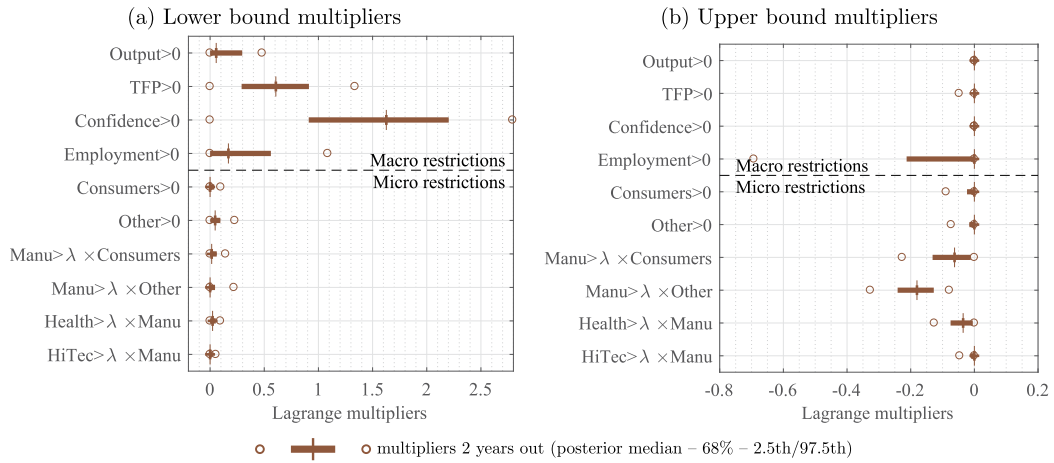 (a) Lower bound multipliers
Output>0
TFP>0
Confidence>0
Employment>0
Consumers>0
Other>0
Manu>λ ×Consumers
Manu>λ ×Other
Health>λ ×Manu
HiTec>λ ×Manu
Macro restrictions
Micro restrictions
0 0.5 1 1.5 2 2.5
Lagrange multipliers
(b) Upper bound multipliers
Output>0
TFP>0
Confidence>0
Employment>0
Consumers>0
Other>0
Manu>λ ×Consumers
Manu>λ ×Other
Health>λ ×Manu
HiTec>λ ×Manu
Macro restrictions
Micro restrictions
-0.8 -0.6 -0.4 -0.2 0 0.2
Lagrange multipliers
multipliers 2 years out (posterior median – 68% – 2.5th/97.5th)